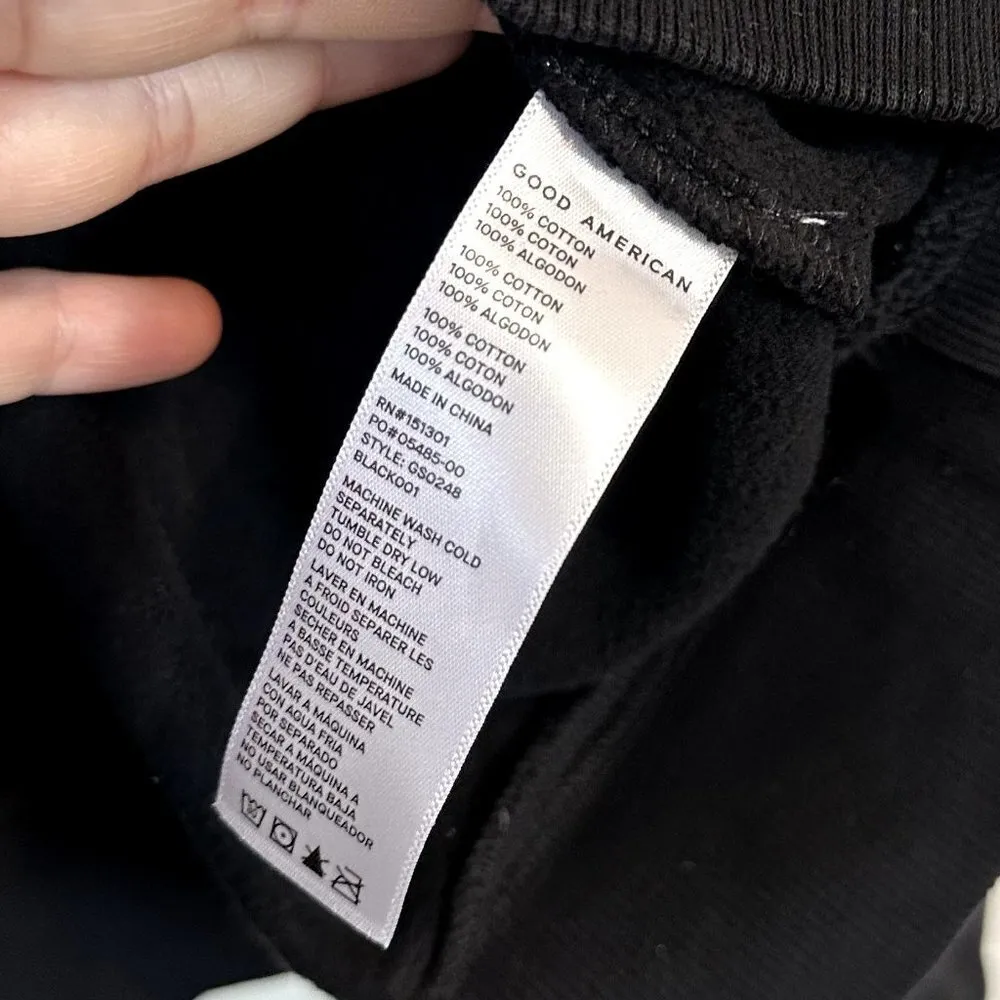 GOOD AMERICAN
100% COTTON
100% COTON
100% ALGODON
100% COTTON
100% COTON
100% ALGODON
100% COTTON
100% COTON
100% ALGODON
MADE IN CHINA
RN#151301
PO#05485-00
STYLE: GS0248
BLACK001
MACHINE WASH COLD
SEPARATELY
TUMBLE DRY LOW
DO NOT BLEACH
DO NOT IRON
LAVER EN MACHINE
A FROID SEPARER LES
COULEURS
SECHER EN MACHINE
A BASSE TEMPERATURE
PAS D'EAU DE JAVEL
NE PAS REPASSER
LAVAR A MÁQUINA
CON AGUA FRIA
POR SEPARADO
SECAR A MÁQUINA A
TEMPERATURA BAJA
NO USAR BLANQUEADOR
NO PLANCHAR